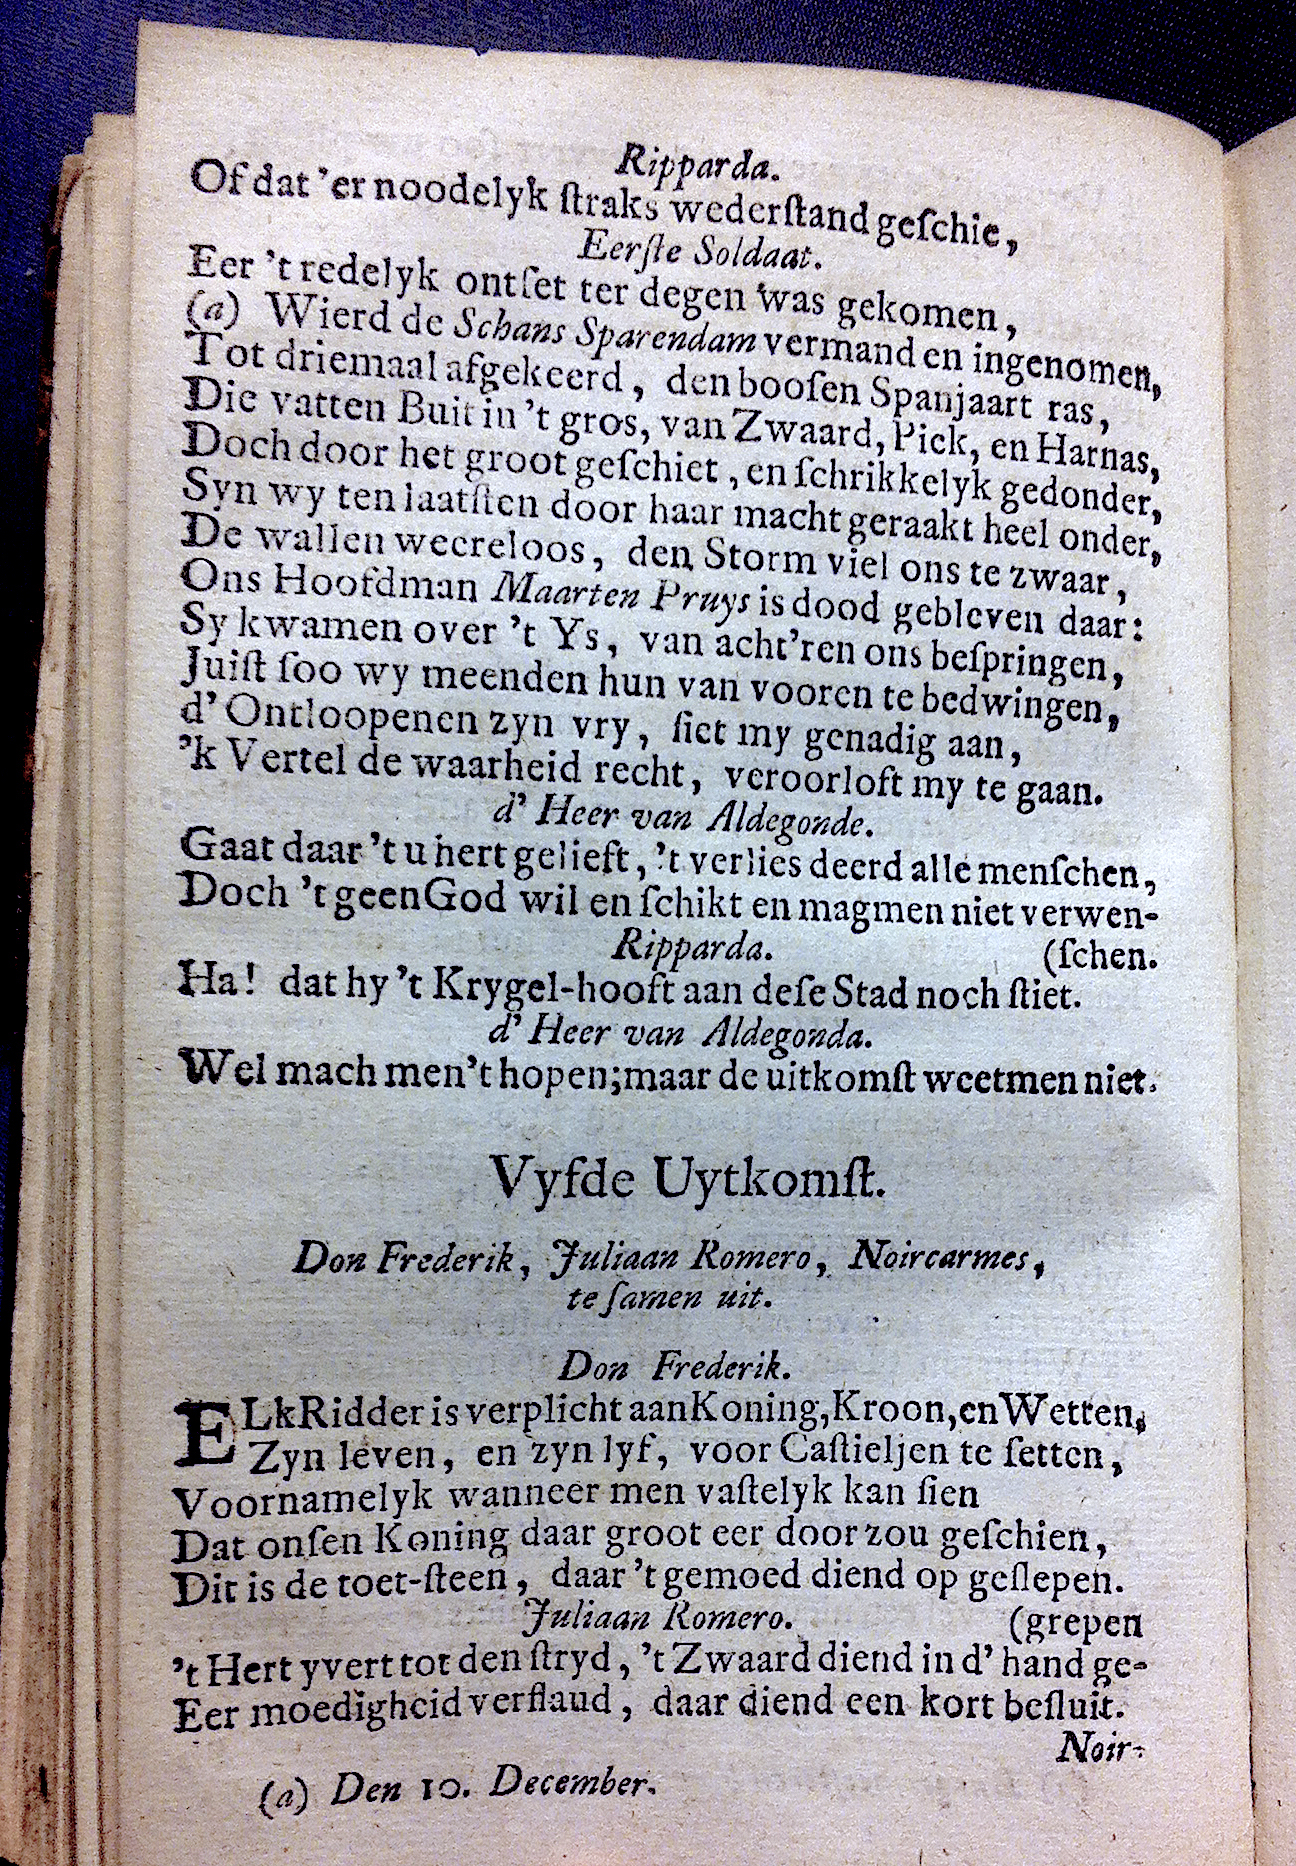 Ripparda.
Of dat 'er noodelyk ſtraks wederſtand geſchie,
Eerſte Soldaat.
Eer 't redelyk ontſet ter degen was gekomen,
(a) Wierd de Schans Sparendam vermand en ingenomen,
Tot driemaal afgekeerd, den booſen Spanjaart ras,
Die vatten Buit in 't gros, van Zwaard, Piek, en Harnas,
Doch door het groot geſchiet, en ſchrikkelyk gedonder,
Syn wy ten laatſten door haar macht geraakt heel onder,
De wallen weereloos, den Storm viel ons te zwaar,
Ons Hoofdman Maarten Pruys is dood gebleven daar:
Sy kwamen over 't Ys, van acht'ren ons beſpringen,
Juiſt ſoo wy meenden hun van vooren te bedwingen,
d' Ontloopenen zyn vry, ſiet my genadig aan,
'k Vertel de waarheid recht, veroorloft my te gaan.
d' Heer van Aldegonde.
Gaat daar 't u hert gelieft, 't verlies deerd alle menſchen,
Doch 't geen God wil en ſchikt en mag men niet verwen-
Ripparda. (ſchen.
Ha! dat hy 't Krygel-hooft aan deſe Stad noch ſtiet.
d' Heer van Aldegonda.
Wel mach men 't hopen; maar de uitkomſt weet men niet.
Vyfde Uytkomſt.
Don Frederik, Juliaan Romero, Noircarmes,
te ſamen uit.
Don Frederik.
ELk Ridder is verplicht aan Koning, Kroon, en Wetten,
Zyn leven, en zyn lyf, voor Caſtieljen te ſetten,
Voornamelyk wanneer men vaſtelyk kan ſien
Dat onſen Koning daar groot eer door zou geſchien,
Dit is de toet-ſteen, daar 't gemoed diend op geſlepen.
Juliaan Romero. (grepen
't Hert yvert tot den ſtryd, 't Zwaard diend in d' hand ge-
Eer moedigheid verflaud, daar diend een kort beſluit.
Noir-
(a) Den 10. December.